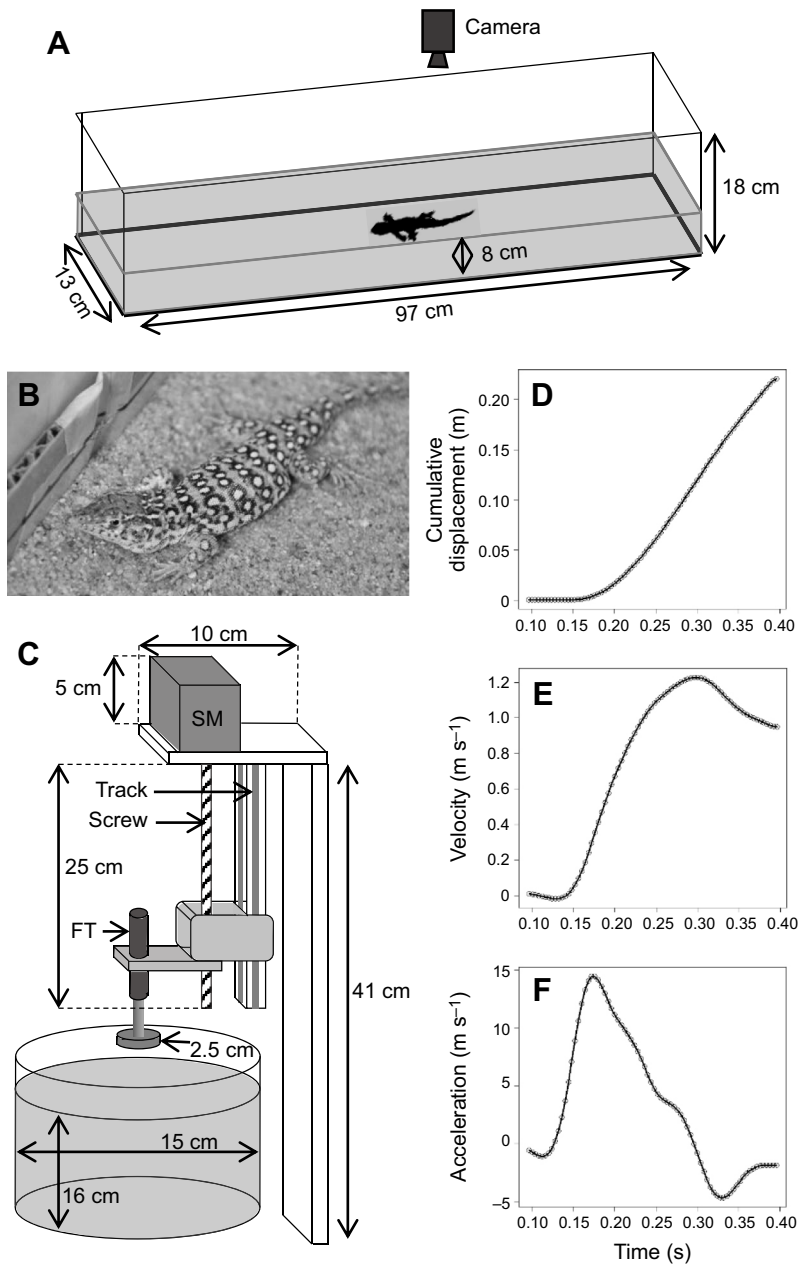 A
Camera
18 cm
8 cm
13 cm
97 cm
B
C
10 cm
5 cm
SM
Track
Screw
25 cm
FT
41 cm
2.5 cm
15 cm
16 cm
D
Cumulative
displacement (m)
0.20
0.15
0.10
0.05
0
0.10 0.15 0.20 0.25 0.30 0.35 0.40
E
Velocity (m s–1)
1.2
1.0
0.8
0.6
0.4
0.2
0
0.10 0.15 0.20 0.25 0.30 0.35 0.40
F
Acceleration (m s–1)
15
10
5
0
–5
0.10 0.15 0.20 0.25 0.30 0.35 0.40
Time (s)